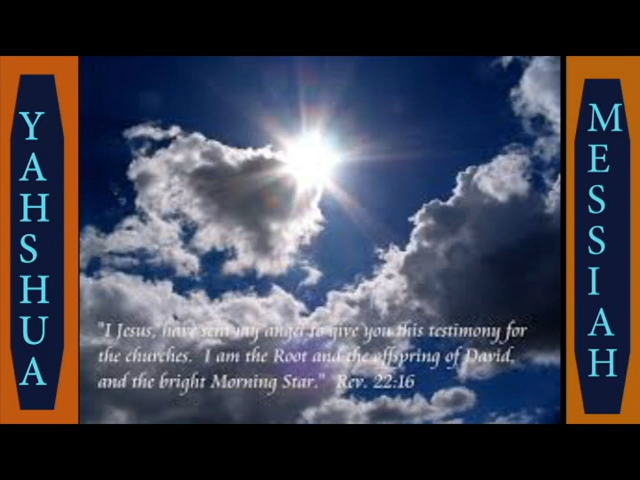 YAHSHUA
"I Jesus, have sent my angel to give you this testimony for
the churches. I am the Root and the offspring of David,
and the bright Morning Star." Rev. 22:16
MESSIAH